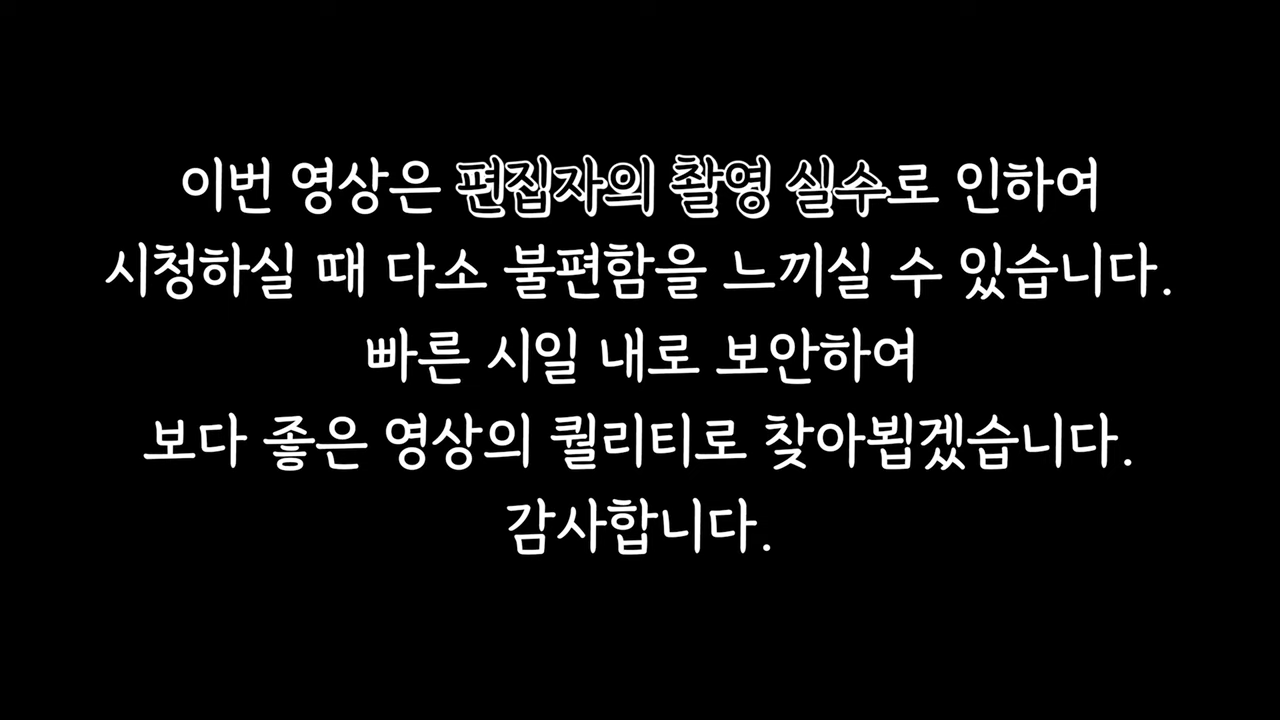 이번 영상은 편집자의 촬영 실수로 인하여
시청하실 때 다소 불편함을 느끼실 수 있습니다.
빠른 시일 내로 보안하여
보다 좋은 영상의 퀄리티로 찾아뵙겠습니다.
감사합니다.